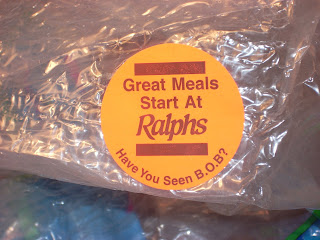 Great Meals
Start At
Ralphs
Have You Seen B.O.B?